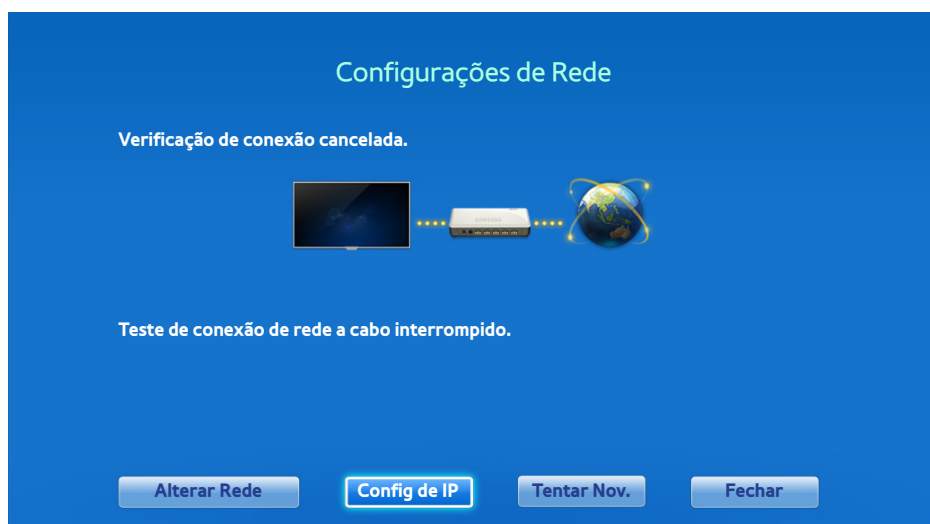 Configurações de Rede
Verificação de conexão cancelada.
SAMSUNG
Teste de conexão de rede a cabo interrompido.
Alterar Rede
Config de IP
Tentar Nov.
Fechar